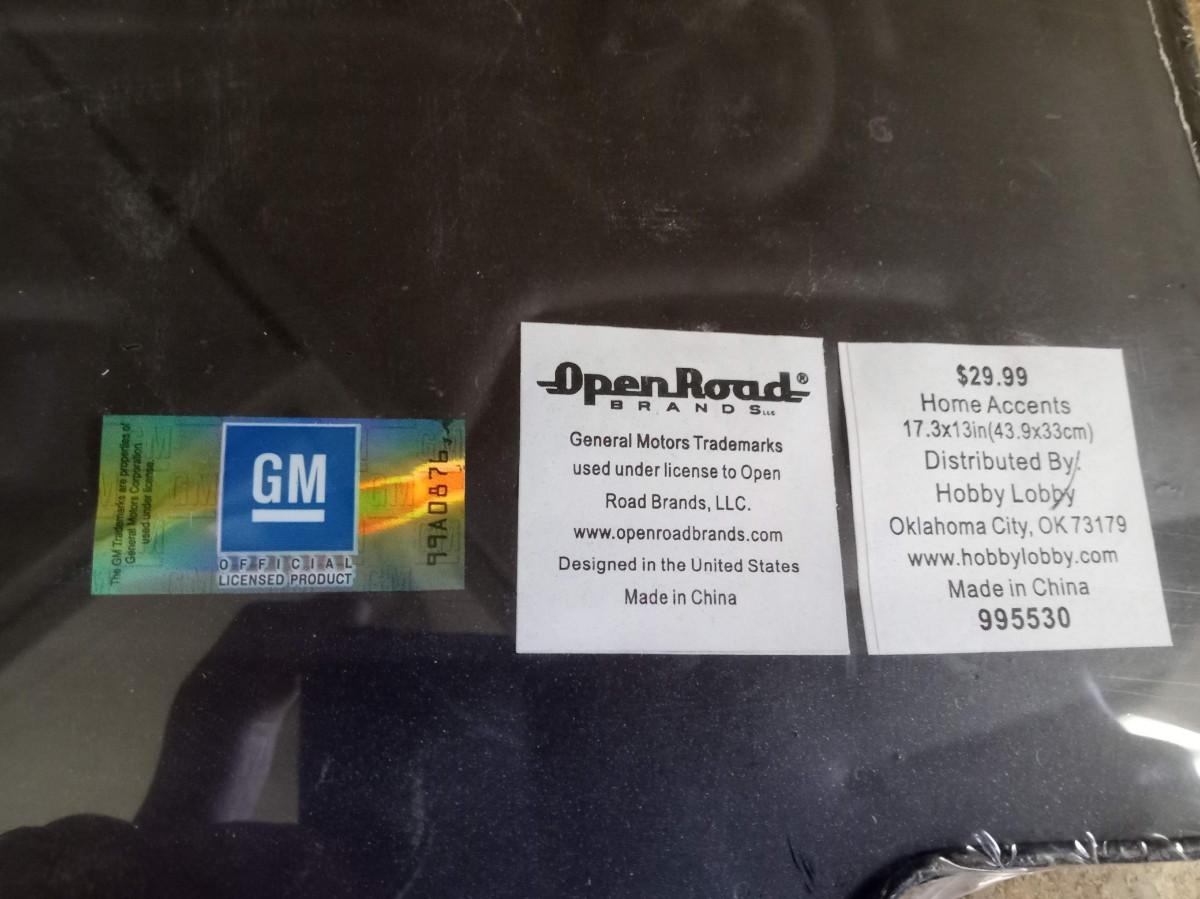 The GM Trademarks are properties of
General Motors Corporation
used under license.
GM
OFFICIAL
LICENSED PRODUCT
OpenRoad®
BRANDS LLC
General Motors Trademarks
used under license to Open
Road Brands, LLC.
www.openroadbrands.com
Designed in the United States
Made in China
$29.99
Home Accents
17.3x13in(43.9x33cm)
Distributed By:
Hobby Lobby
Oklahoma City, OK 73179
www.hobbylobby.com
Made in China
995530